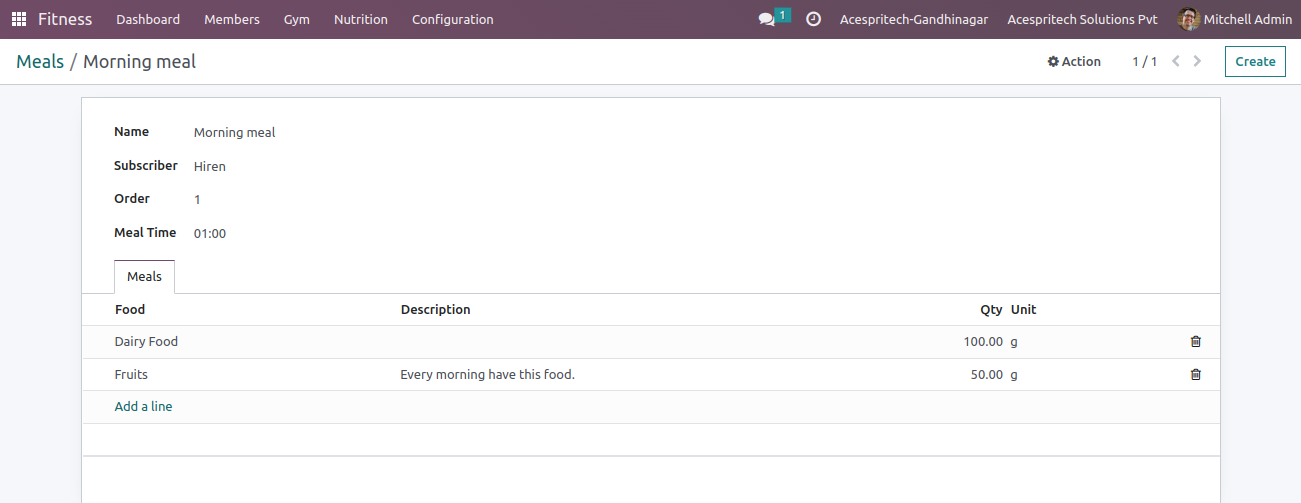 Fitness Dashboard Members Gym Nutrition Configuration 1 Acespritech-Gandhinagar Acespritech Solutions Pvt Mitchell Admin
Meals / Morning meal Action 1 / 1 Create
Name Morning meal
Subscriber Hiren
Order 1
Meal Time 01:00
Meals
Food Description Qty Unit
Dairy Food 100.00 g
Fruits Every morning have this food. 50.00 g
Add a line